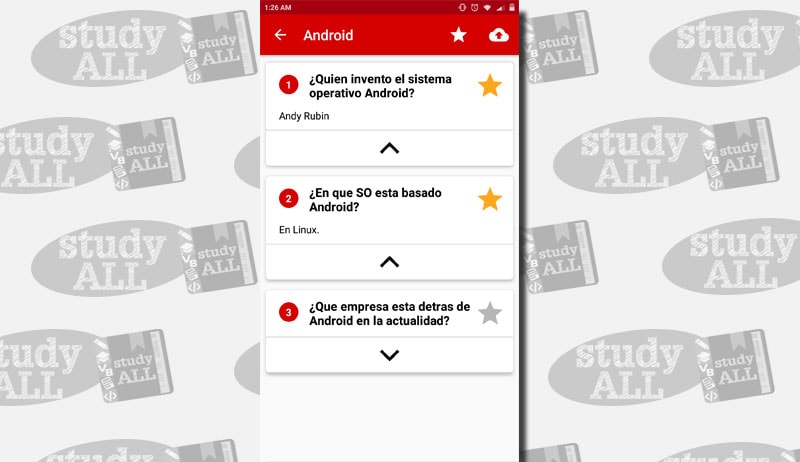 1:26 AM
Android
1
¿Quien invento el sistema
operativo Android?
Andy Rubin
2
¿En que SO esta basado
Android?
En Linux.
3
¿Que empresa esta detras de
Android en la actualidad?
study
ALL
VB
study
ALL